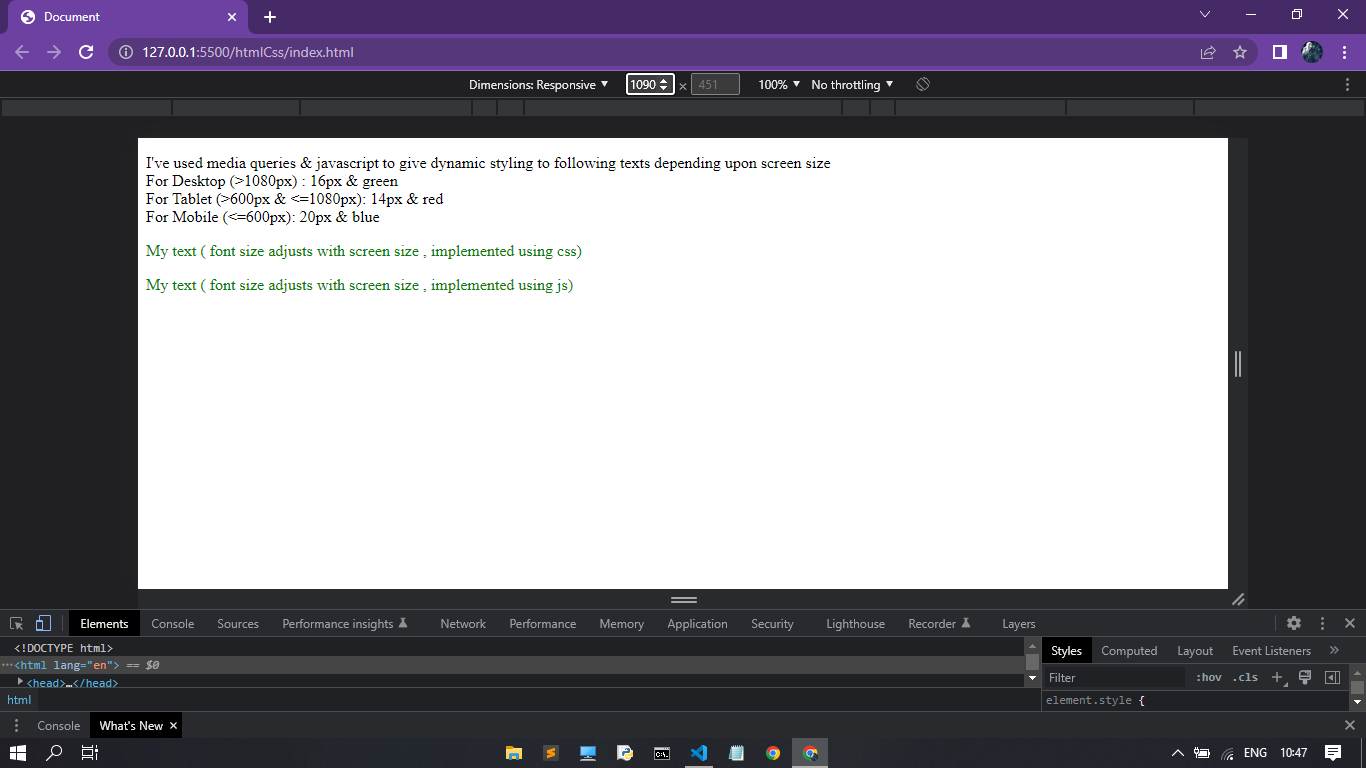 Document
127.0.0.1:5500/htmlCss/index.html
Dimensions: Responsive 1090 × 451 100% No throttling
I've used media queries & javascript to give dynamic styling to following texts depending upon screen size
For Desktop (>1080px) : 16px & green
For Tablet (>600px & <=1080px): 14px & red
For Mobile (<=600px): 20px & blue
My text ( font size adjusts with screen size , implemented using css)
My text ( font size adjusts with screen size , implemented using js)
Elements Console Sources Performance insights Network Performance Memory Application Security Lighthouse Recorder Layers
<!DOCTYPE html>
<html lang="en"> == $0
<head>…</head>
Styles Computed Layout Event Listeners
Filter :hov .cls
element.style {
html
Console What's New
ENG 10:47